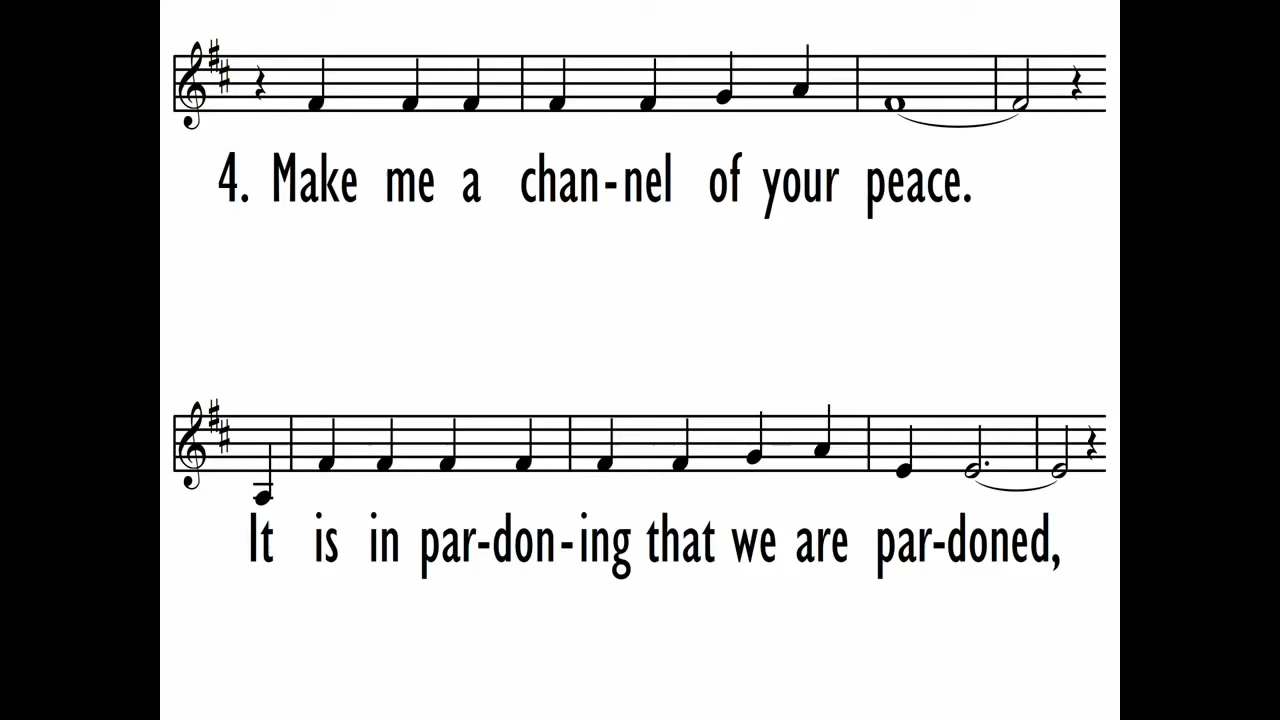 4. Make me a chan-nel of your peace.
It is in par-don-ing that we are par-doned,